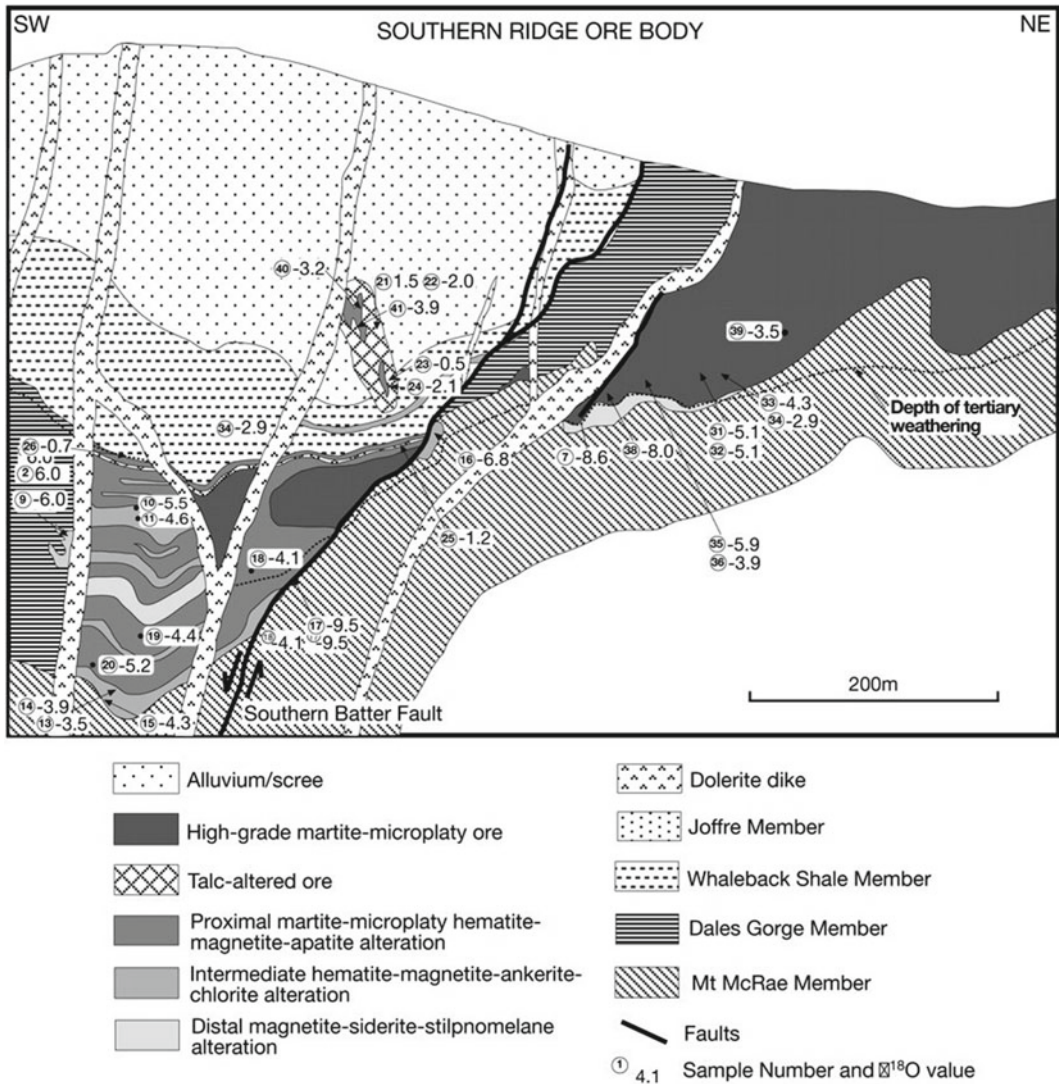 SW
SOUTHERN RIDGE ORE BODY
NE
40 -3.2
21 1.5 22 -2.0
41 -3.9
23 -0.5
24 -2.1
39 -3.5
33 -4.3
34 -2.9
Depth of tertiary
weathering
34 -2.9
26 -0.7
2 6.0
9 -6.0
10 -5.5
11 -4.6
16 -6.8
7 -8.6
38 -8.0
31 -5.1
32 -5.1
25 -1.2
35 -5.9
36 -3.9
18 -4.1
17 -9.5
-9.5
18 -4.1
19 -4.4
20 -5.2
14 -3.9
13 -3.5
15 -4.3
Southern Batter Fault
200m
Alluvium/scree
High-grade martite-microplaty ore
Talc-altered ore
Proximal martite-microplaty hematite-
magnetite-apatite alteration
Intermediate hematite-magnetite-ankerite-
chlorite alteration
Distal magnetite-siderite-stilpnomelane
alteration
Dolerite dike
Joffre Member
Whaleback Shale Member
Dales Gorge Member
Mt McRae Member
Faults
1 4.1 Sample Number and 18O value